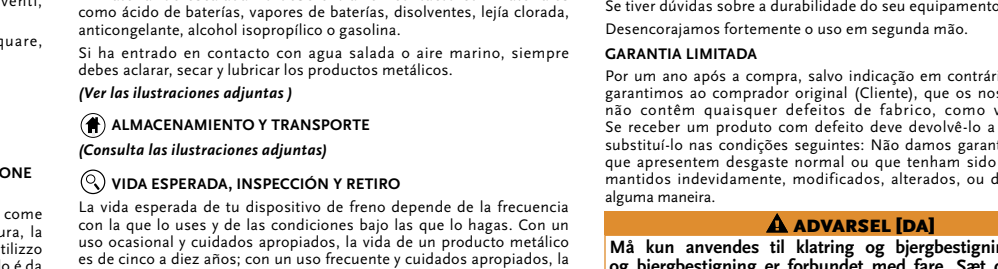 quare,
ONE
come
ura, la
tilizzo
como ácido de baterías, vapores de baterías, disolventes, lejía clorada,
anticongelante, alcohol isopropílico o gasolina.
Si ha entrado en contacto con agua salada o aire marino, siempre
debes aclarar, secar y lubricar los productos metálicos.
(Ver las ilustraciones adjuntas )
ALMACENAMIENTO Y TRANSPORTE
(Consulta las ilustraciones adjuntas)
VIDA ESPERADA, INSPECCIÓN Y RETIRO
La vida esperada de tu dispositivo de freno depende de la frecuencia
con la que lo uses y de las condiciones bajo las que lo hagas. Con un
uso ocasional y cuidados apropiados, la vida de un producto metálico
es de cinco a diez años; con un uso frecuente y cuidados apropiados, la
Se tiver dúvidas sobre a durabilidade do seu equipamento
Desencorajamos fortemente o uso em segunda mão.
GARANTIA LIMITADA
Por um ano após a compra, salvo indicação em contrári
garantimos ao comprador original (Cliente), que os nos
não contêm quaisquer defeitos de fabrico, como v
Se receber um produto com defeito deve devolvê-lo a
substituí-lo nas condições seguintes: Não damos garant
que apresentem desgaste normal ou que tenham sido
mantidos indevidamente, modificados, alterados, ou d
alguma maneira.
ADVARSEL [DA]
Må kun anvendes til klatring og bjergbestigni
og bjergbestigning er forbundet med fare. Sæt